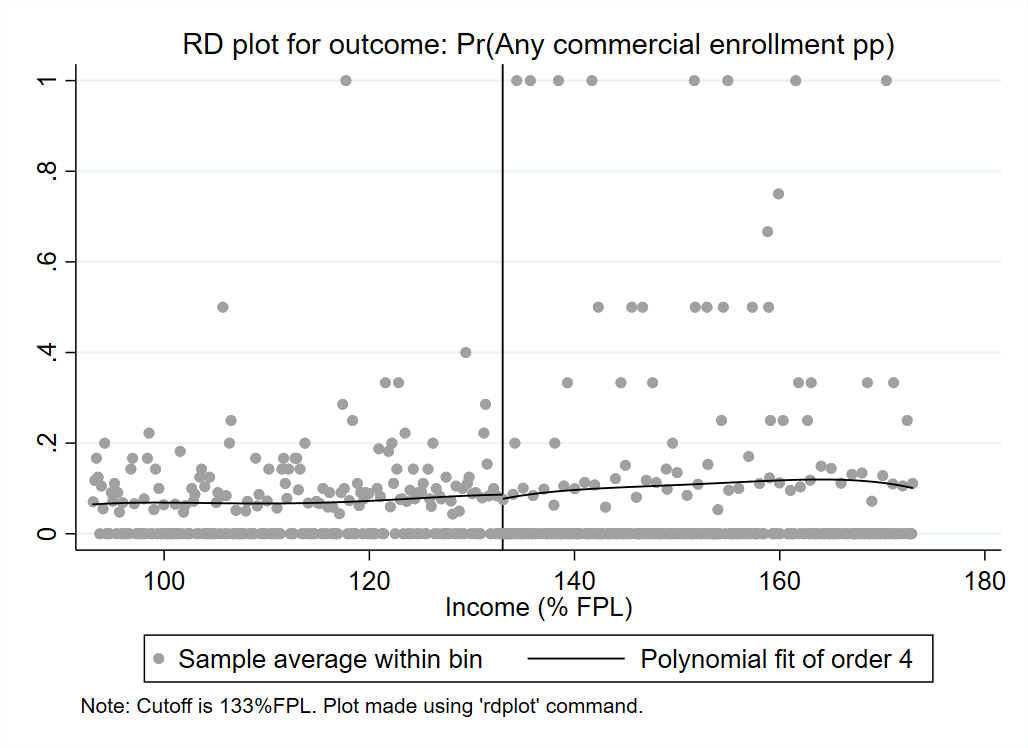 RD plot for outcome: Pr(Any commercial enrollment pp)
1
.8
.6
.4
.2
0
100 120 140 160 180
Income (% FPL)
Sample average within bin Polynomial fit of order 4
Note: Cutoff is 133%FPL. Plot made using 'rdplot' command.